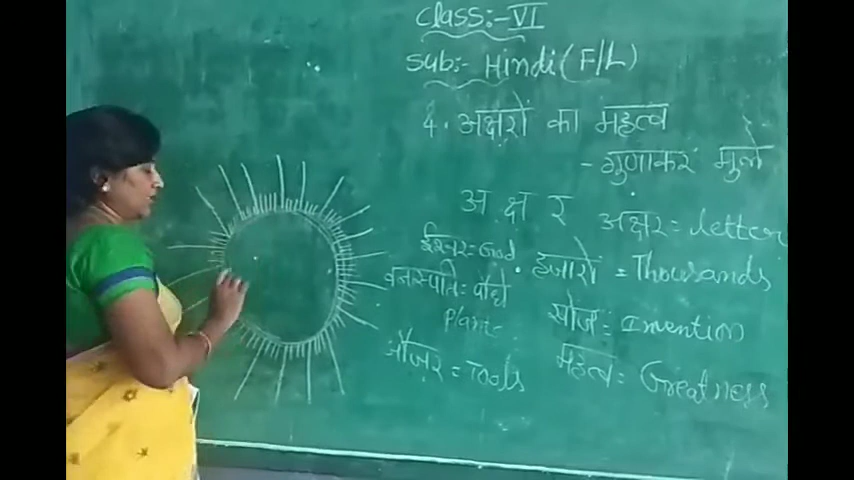 Class:- VI
Sub:- Hindi (F/L)
4. अक्षरों का महत्व
- गुणाकर मुले
अ क्ष र
अक्षर = letter
ईश्वर = God
हजारों = Thousands
वनस्पति = पौधे
Plants
खोज = invention
औजार = Tools
महत्व = Greatness